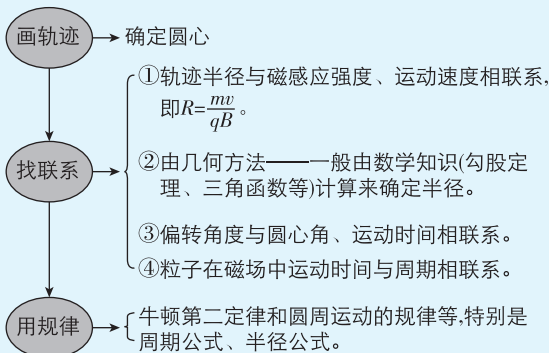 画轨迹
确定圆心
①轨迹半径与磁感应强度、运动速度相联系,
即R=mv/qB。
找联系
②由几何方法——一般由数学知识(勾股定
理、三角函数等)计算来确定半径。
③偏转角度与圆心角、运动时间相联系。
④粒子在磁场中运动时间与周期相联系。
用规律
牛顿第二定律和圆周运动的规律等,特别是
周期公式、半径公式。